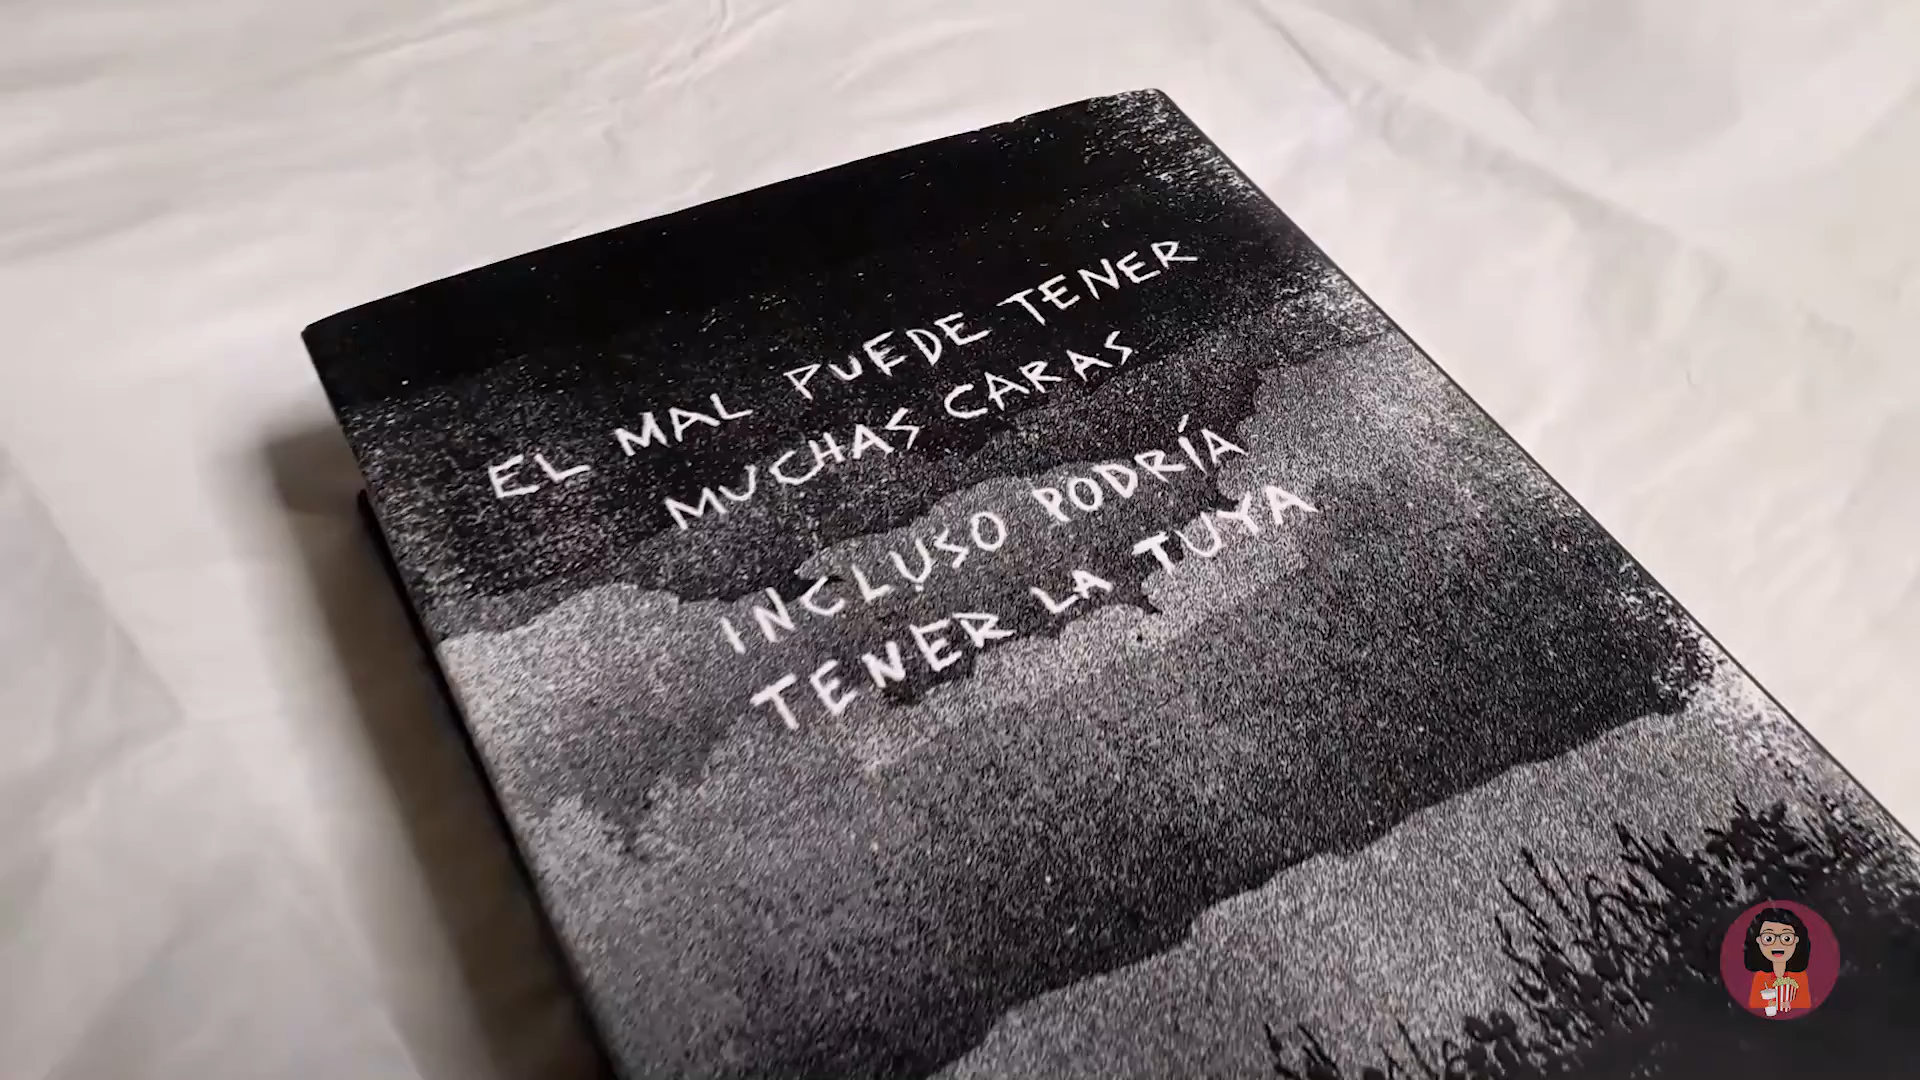 EL MAL PUEDE TENER
MUCHAS CARAS
INCLUSO PODRÍA
TENER LA TUYA